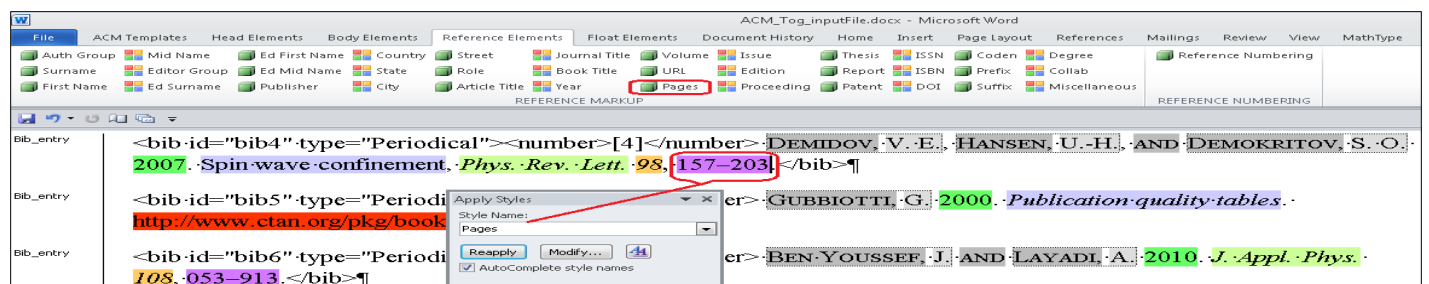 W ACM_Tog_inputFile.docx - Microsoft Word
File ACM Templates Head Elements Body Elements Reference Elements Float Elements Document History Home Insert Page Layout References Mailings Review View MathType
Auth Group Mid Name Ed First Name Country Street Journal Title Volume Issue Thesis ISSN Coden Degree Reference Numbering
Surname Editor Group Ed Mid Name State Role Book Title URL Edition Report ISBN Prefix Collab
First Name Ed Surname Publisher City Article Title Year Pages Proceeding Patent DOI Suffix Miscellaneous
REFERENCE MARKUP REFERENCE NUMBERING
Bib_entry <bib·id="bib4"·type="Periodical"><number>[4]</number>·DEMIDOV,·V.·E.,·HANSEN,·U.-H.,·AND·DEMOKRITOV,·S.·O.·
2007.·Spin·wave·confinement,·Phys.·Rev.·Lett.·98,·157–203.</bib>¶
Apply Styles
Bib_entry <bib·id="bib5"·type="Periodi er>·GUBBIOTTI,·G.·2000.·Publication·quality·tables.·
Style Name:
http://www.ctan.org/pkg/book
Pages
Reapply Modify...
Bib_entry <bib·id="bib6"·type="Periodi er>·BEN·YOUSSEF,·J.·AND·LAYADI,·A.·2010.·J.·Appl.·Phys.·
AutoComplete style names
108,·053–913.</bib>¶